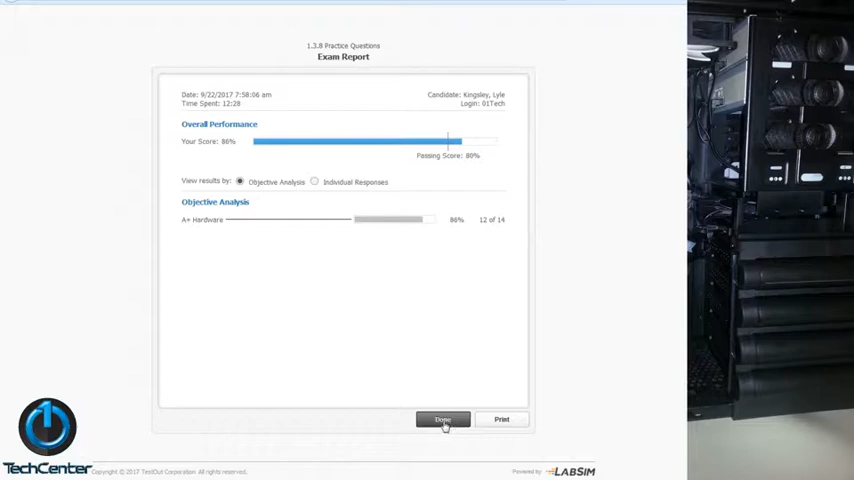 1.3.8 Practice Questions
Exam Report
Date: 9/22/2017 7:58:06 am
Candidate: Kingsley, Lyle
Time Spent: 12:28
Login: 01Tech
Overall Performance
Your Score: 86%
Passing Score: 80%
View results by: Objective Analysis Individual Responses
Objective Analysis
A+ Hardware 86% 12 of 14
Done Print
TechCenter
Copyright © 2017 TestOut Corporation All rights reserved.
Powered by LABSIM